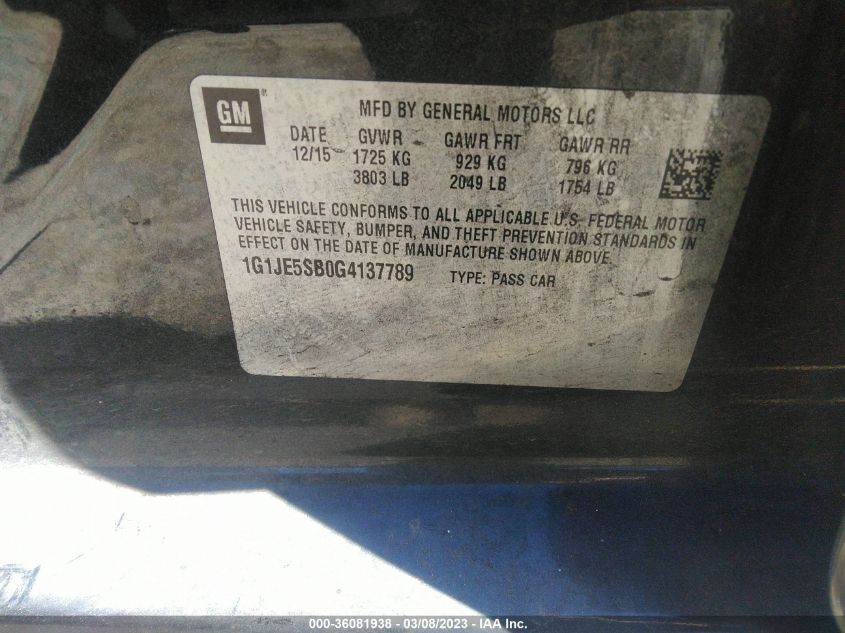 GM®
MFD BY GENERAL MOTORS LLC
DATE GVWR GAWR FRT GAWR RR
12/15 1725 KG 929 KG 796 KG
3803 LB 2049 LB 1754 LB
THIS VEHICLE CONFORMS TO ALL APPLICABLE U.S. FEDERAL MOTOR
VEHICLE SAFETY, BUMPER, AND THEFT PREVENTION STANDARDS IN
EFFECT ON THE DATE OF MANUFACTURE SHOWN ABOVE.
1G1JE5SB0G4137789 TYPE: PASS CAR
000-36081938 - 03/08/2023 - IAA Inc.